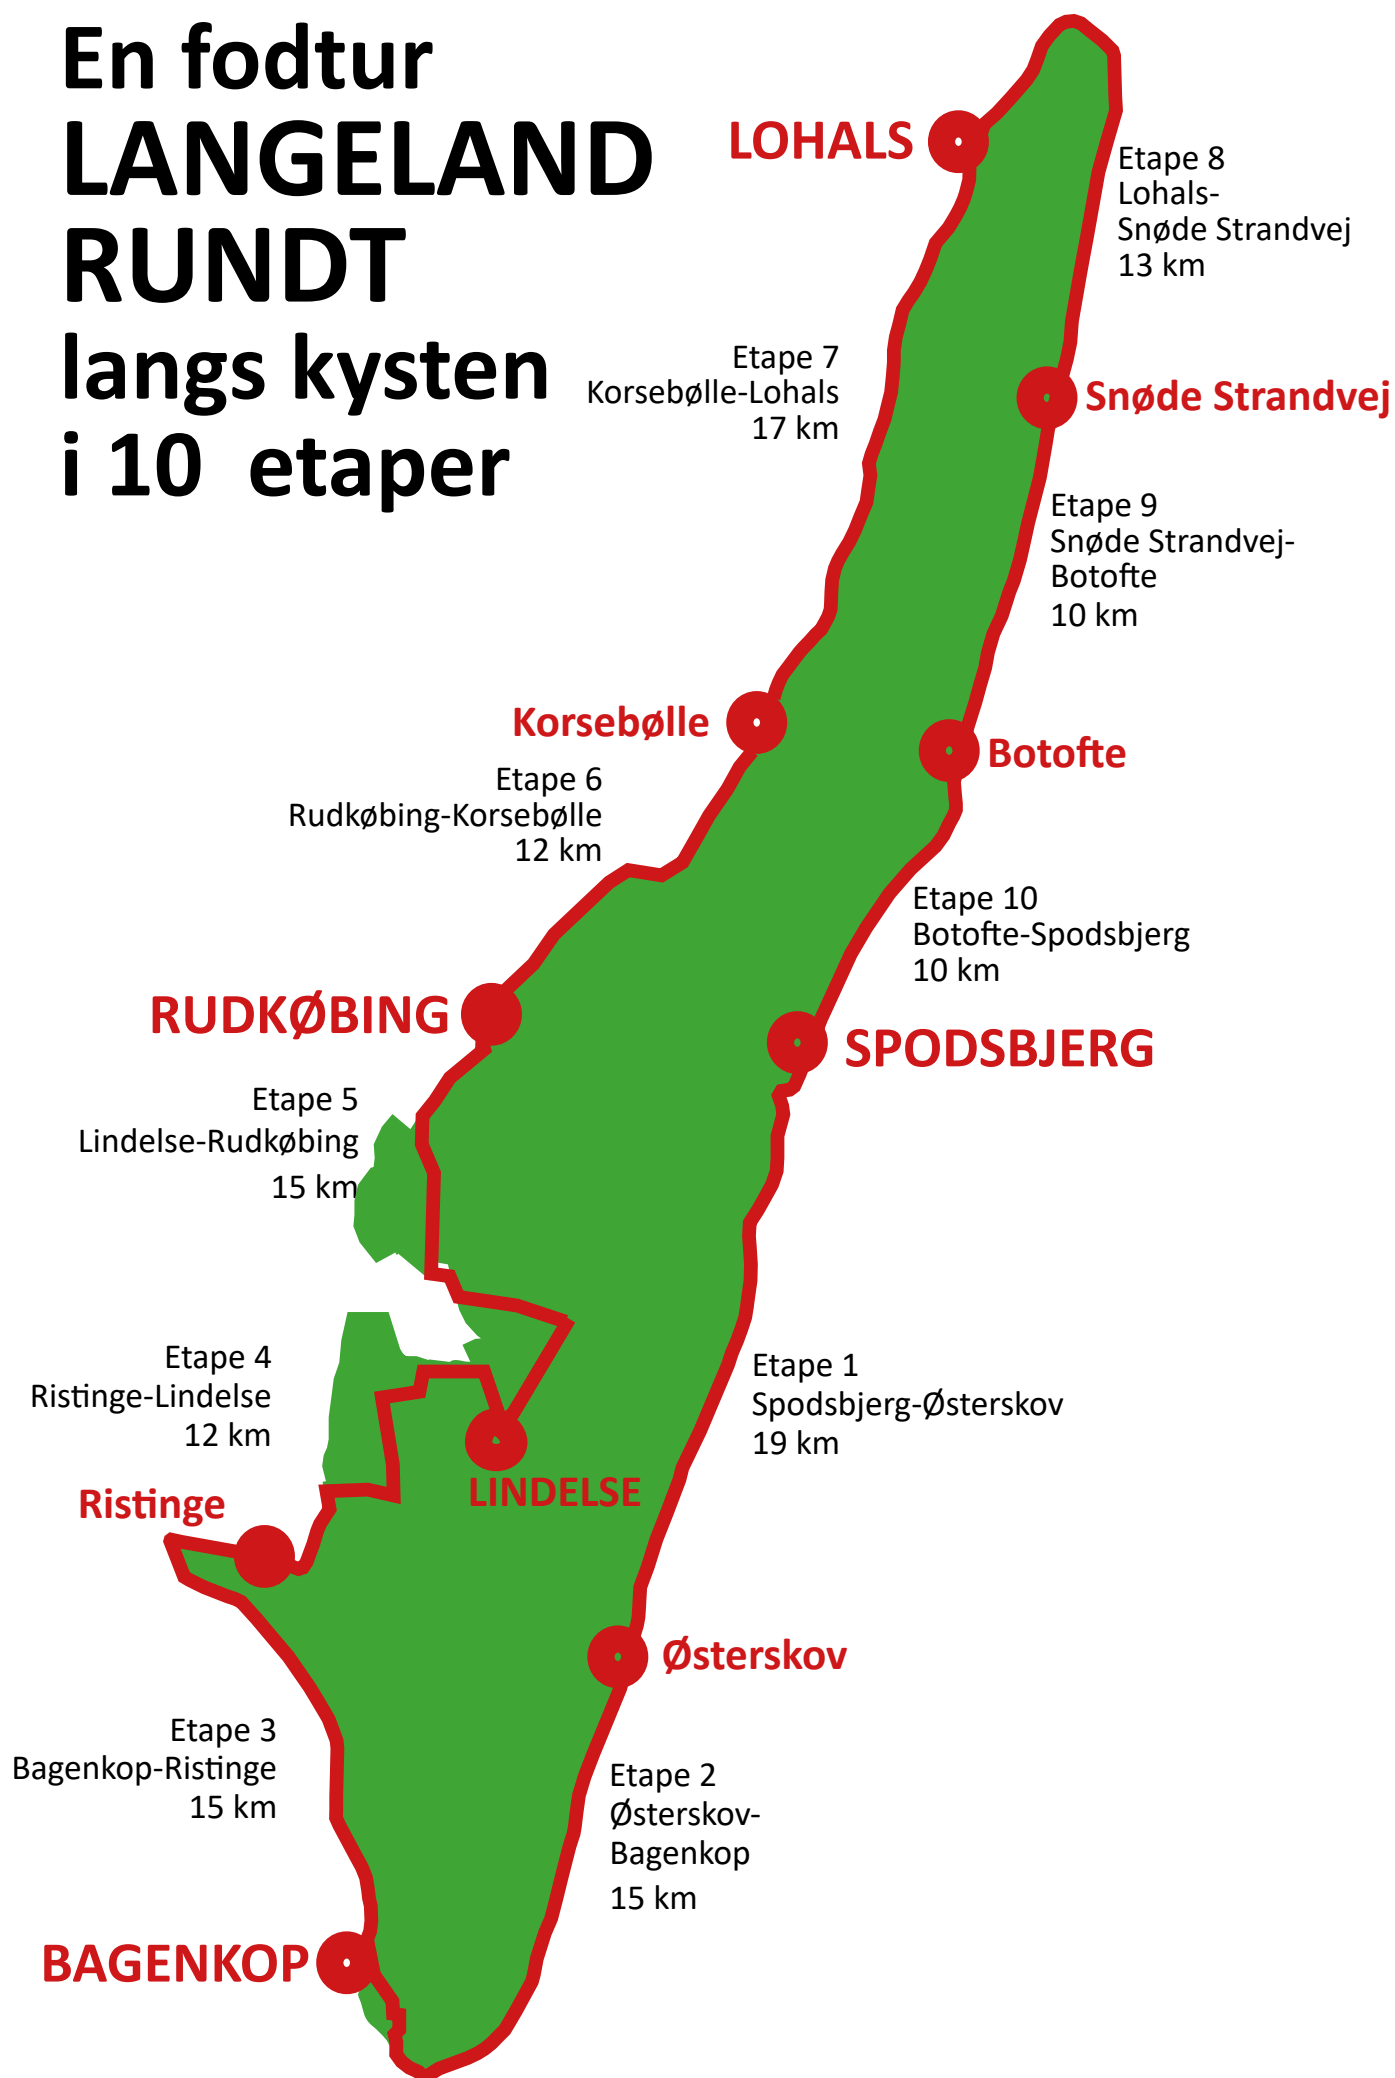 En fodtur
LANGELAND
RUNDT
langs kysten
i 10 etaper
LOHALS
Etape 8
Lohals-
Snøde Strandvej
13 km
Etape 7
Korsebølle-Lohals
17 km
Snøde Strandvej
Etape 9
Snøde Strandvej-
Botofte
10 km
Korsebølle
Botofte
Etape 6
Rudkøbing-Korsebølle
12 km
Etape 10
Botofte-Spodsbjerg
10 km
RUDKØBING
SPODSBJERG
Etape 5
Lindelse-Rudkøbing
15 km
Etape 4
Ristinge-Lindelse
12 km
Etape 1
Spodsbjerg-Østerskov
19 km
LINDELSE
Ristinge
Østerskov
Etape 3
Bagenkop-Ristinge
15 km
Etape 2
Østerskov-
Bagenkop
15 km
BAGENKOP